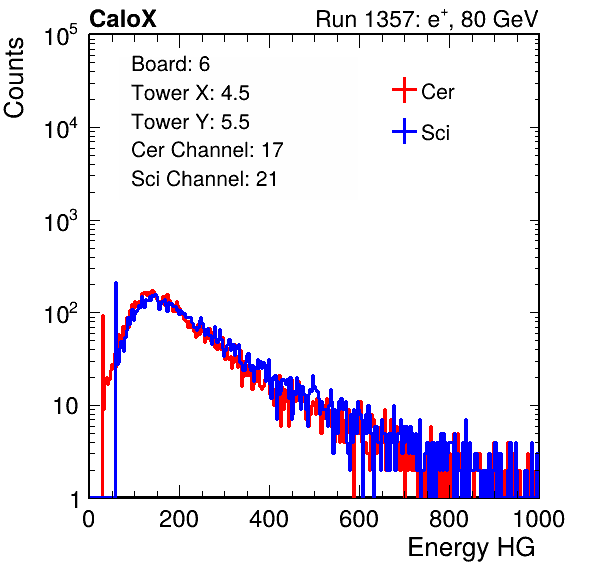 CaloX Run 1357: e⁺, 80 GeV
Counts
10⁵
10⁴
10³
10²
10
1
Board: 6
Tower X: 4.5
Tower Y: 5.5
Cer Channel: 17
Sci Channel: 21
Cer
Sci
0 200 400 600 800 1000
Energy HG